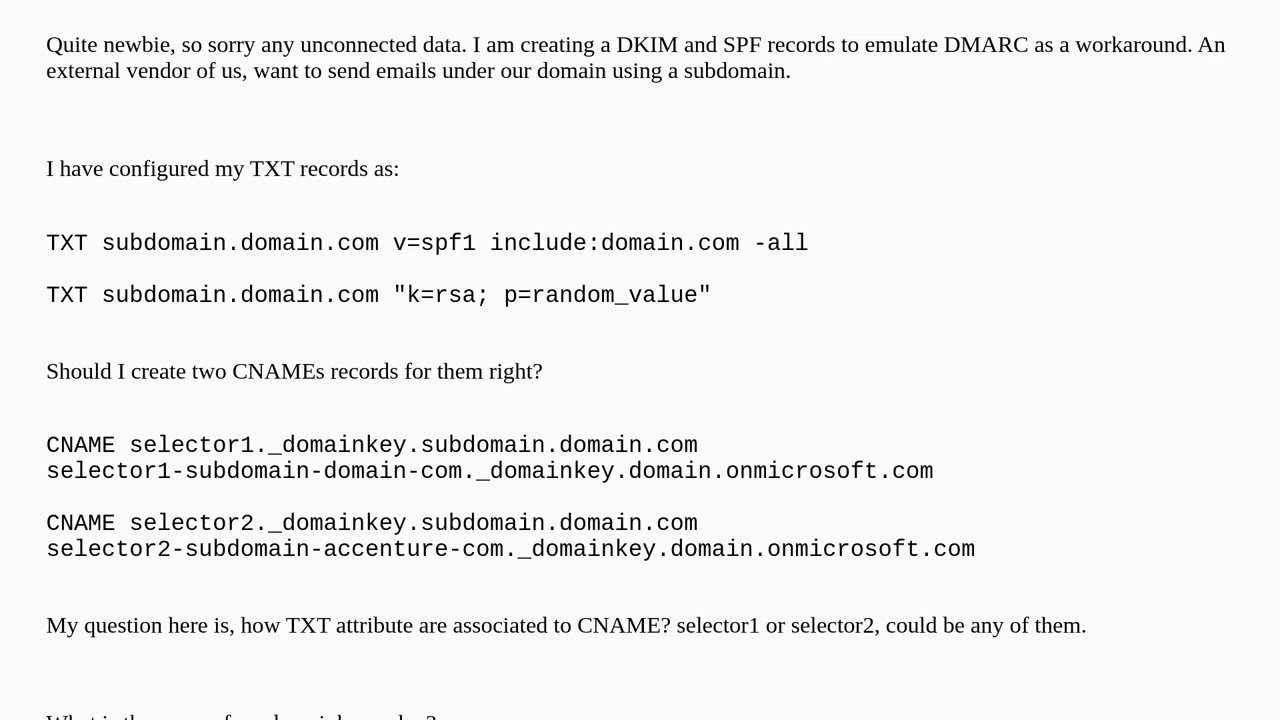 Quite newbie, so sorry any unconnected data. I am creating a DKIM and SPF records to emulate DMARC as a workaround. An
external vendor of us, want to send emails under our domain using a subdomain.
I have configured my TXT records as:
TXT subdomain.domain.com v=spf1 include:domain.com -all
TXT subdomain.domain.com "k=rsa; p=random_value"
Should I create two CNAMEs records for them right?
CNAME selector1._domainkey.subdomain.domain.com
selector1-subdomain-domain-com._domainkey.domain.onmicrosoft.com
CNAME selector2._domainkey.subdomain.domain.com
selector2-subdomain-accenture-com._domainkey.domain.onmicrosoft.com
My question here is, how TXT attribute are associated to CNAME? selector1 or selector2, could be any of them.